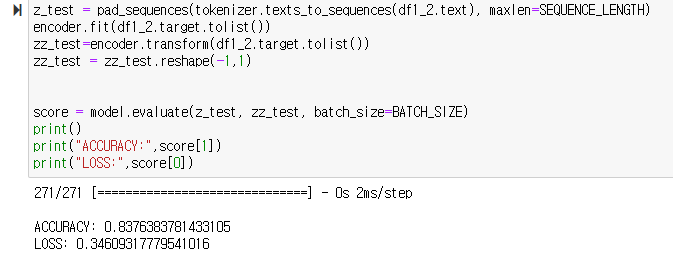 z_test = pad_sequences(tokenizer.texts_to_sequences(df1_2.text), maxlen=SEQUENCE_LENGTH)
encoder.fit(df1_2.target.tolist())
zz_test=encoder.transform(df1_2.target.tolist())
zz_test = zz_test.reshape(-1,1)
score = model.evaluate(z_test, zz_test, batch_size=BATCH_SIZE)
print()
print("ACCURACY:",score[1])
print("LOSS:",score[0])
271/271 [==============================] - 0s 2ms/step
ACCURACY: 0.8376383781433105
LOSS: 0.34609317779541016